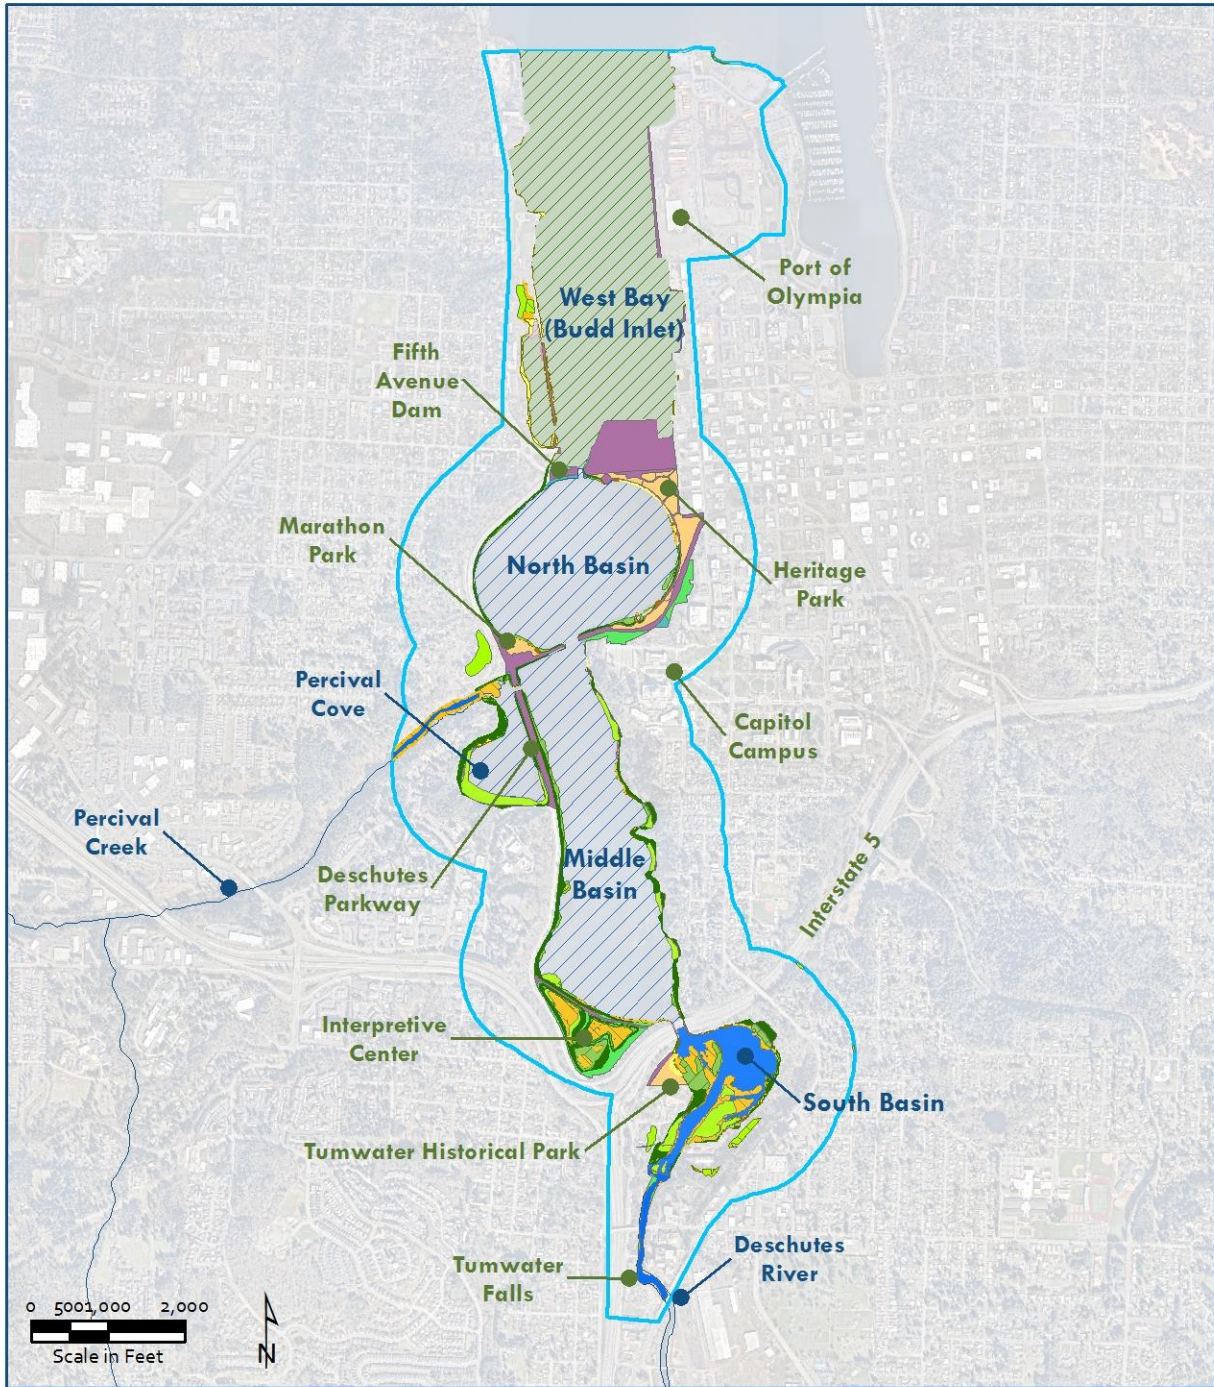 Port of
Olympia
West Bay
(Budd Inlet)
Fifth
Avenue
Dam
Marathon
Park
North Basin
Heritage
Park
Percival
Cove
Capitol
Campus
Percival
Creek
Deschutes
Parkway
Middle
Basin
Interstate 5
Interpretive
Center
South Basin
Tumwater Historical Park
Deschutes
River
Tumwater
Falls
0 500 1,000 2,000
Scale in Feet
N